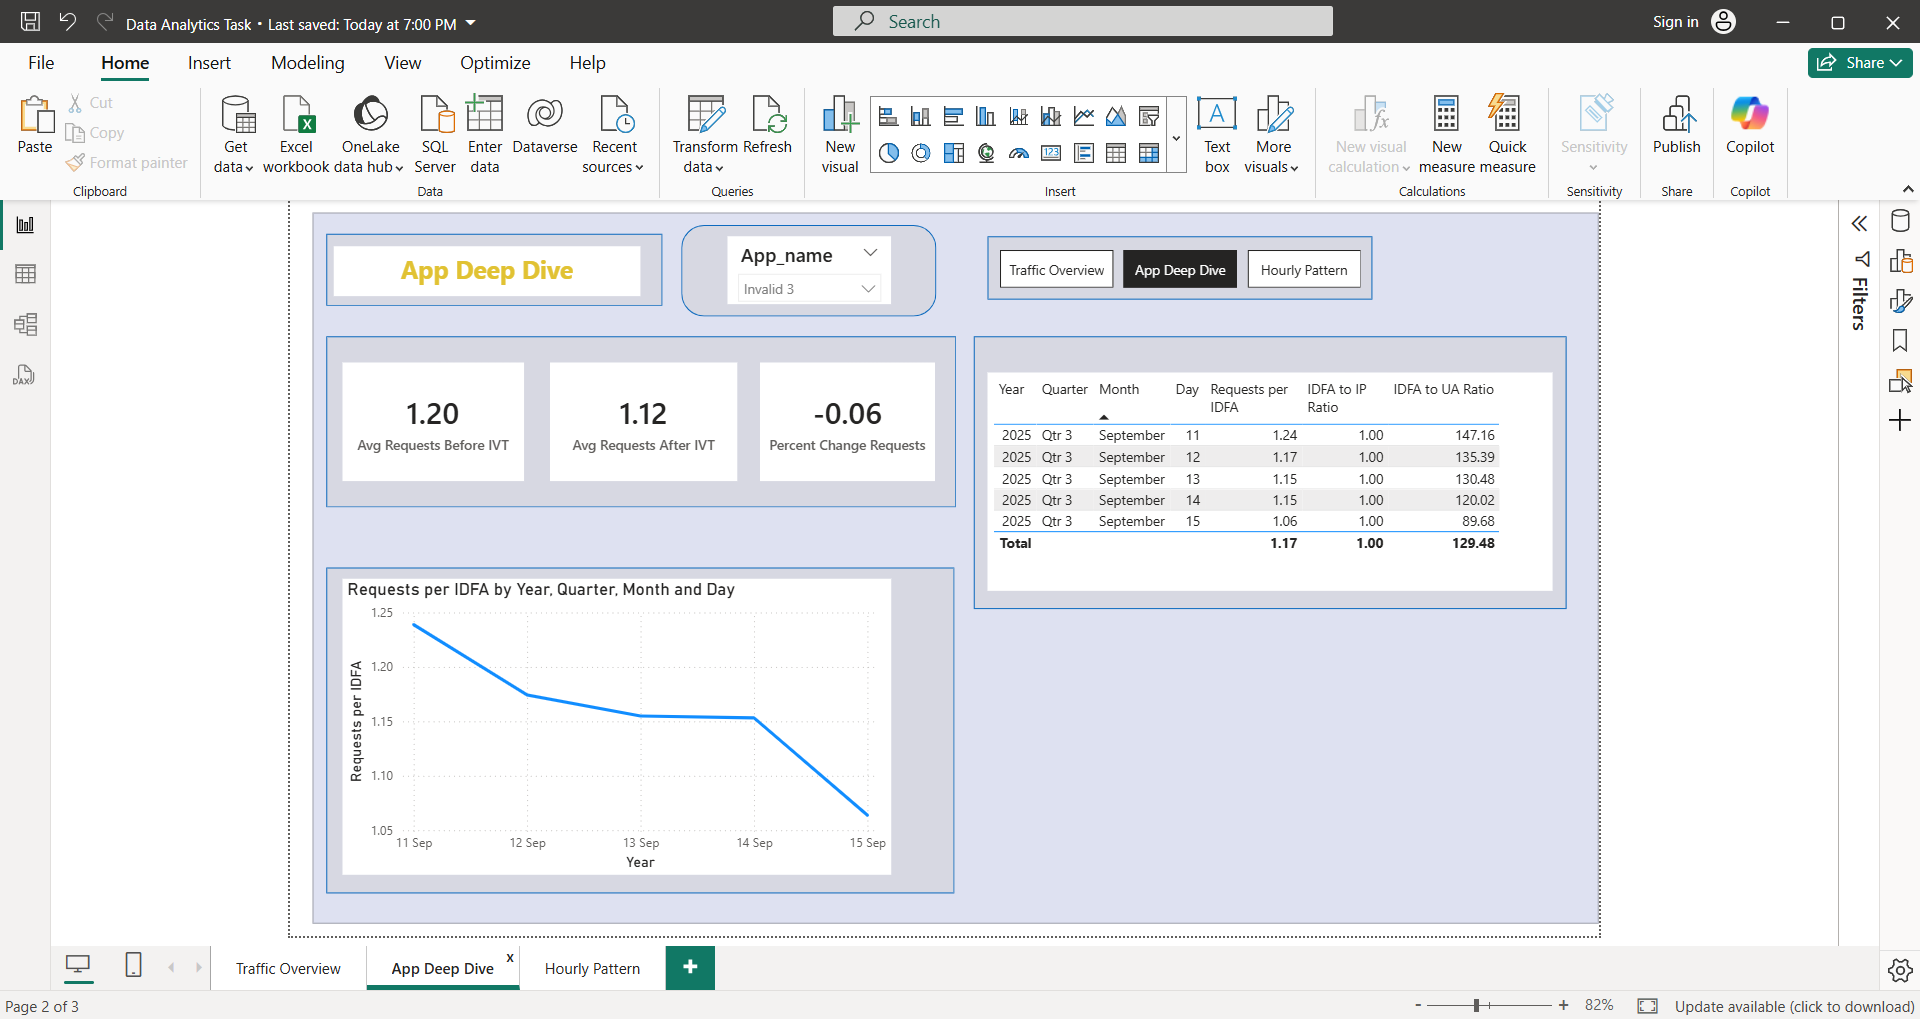 Data Analytics Task • Last saved: Today at 7:00 PM
Search
Sign in
File Home Insert Modeling View Optimize Help
Share
Paste
Cut
Copy
Format painter
Clipboard
Get data
Excel workbook
OneLake data hub
SQL Server
Enter data
Dataverse
Recent sources
Data
Transform data
Refresh
Queries
New visual
123
Insert
A
Text box
More visuals
New visual calculation
New measure
Quick measure
Calculations
Sensitivity
Sensitivity
Publish
Share
Copilot
Copilot
DAX
App Deep Dive
App_name
Invalid 3
Traffic Overview
App Deep Dive
Hourly Pattern
Filters
1.20
Avg Requests Before IVT
1.12
Avg Requests After IVT
-0.06
Percent Change Requests
Year Quarter Month Day Requests per IDFA IDFA to IP Ratio IDFA to UA Ratio
2025 Qtr 3 September 11 1.24 1.00 147.16
2025 Qtr 3 September 12 1.17 1.00 135.39
2025 Qtr 3 September 13 1.15 1.00 130.48
2025 Qtr 3 September 14 1.15 1.00 120.02
2025 Qtr 3 September 15 1.06 1.00 89.68
Total 1.17 1.00 129.48
Requests per IDFA by Year, Quarter, Month and Day
Requests per IDFA
1.25
1.20
1.15
1.10
1.05
11 Sep 12 Sep 13 Sep 14 Sep 15 Sep
Year
Traffic Overview
App Deep Dive x
Hourly Pattern
+
Page 2 of 3
- + 82%
Update available (click to download)